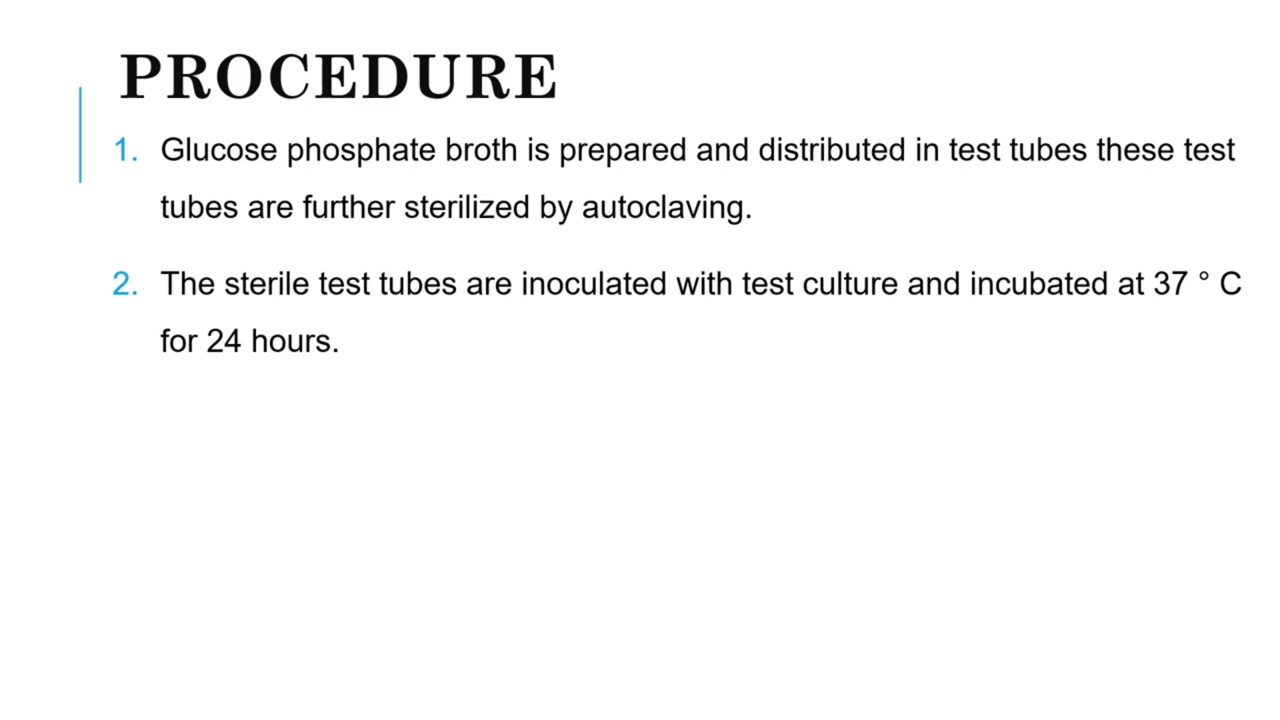 PROCEDURE
1. Glucose phosphate broth is prepared and distributed in test tubes these test
tubes are further sterilized by autoclaving.
2. The sterile test tubes are inoculated with test culture and incubated at 37 ° C
for 24 hours.